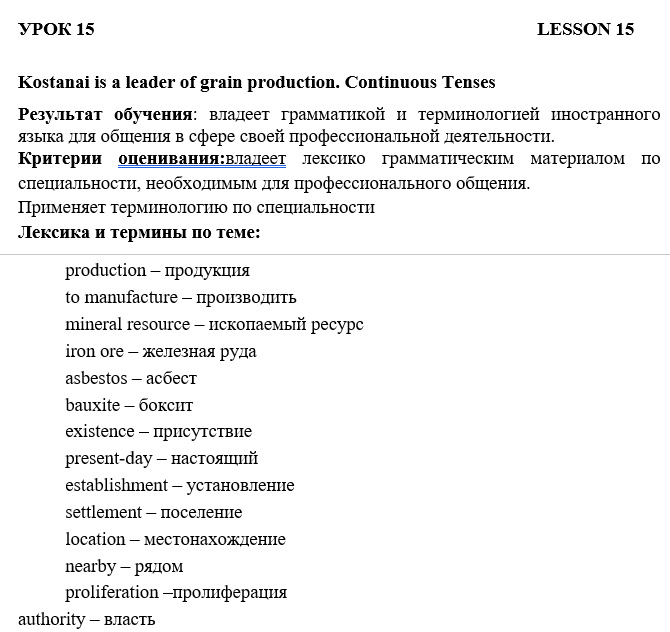 УРОК 15 LESSON 15
Kostanai is a leader of grain production. Continuous Tenses
Результат обучения: владеет грамматикой и терминологией иностранного
языка для общения в сфере своей профессиональной деятельности.
Критерии оценивания:владеет лексико грамматическим материалом по
специальности, необходимым для профессионального общения.
Применяет терминологию по специальности
Лексика и термины по теме:
production – продукция
to manufacture – производить
mineral resource – ископаемый ресурс
iron ore – железная руда
asbestos – асбест
bauxite – боксит
existence – присутствие
present-day – настоящий
establishment – установление
settlement – поселение
location – местонахождение
nearby – рядом
proliferation –пролиферация
authority – власть